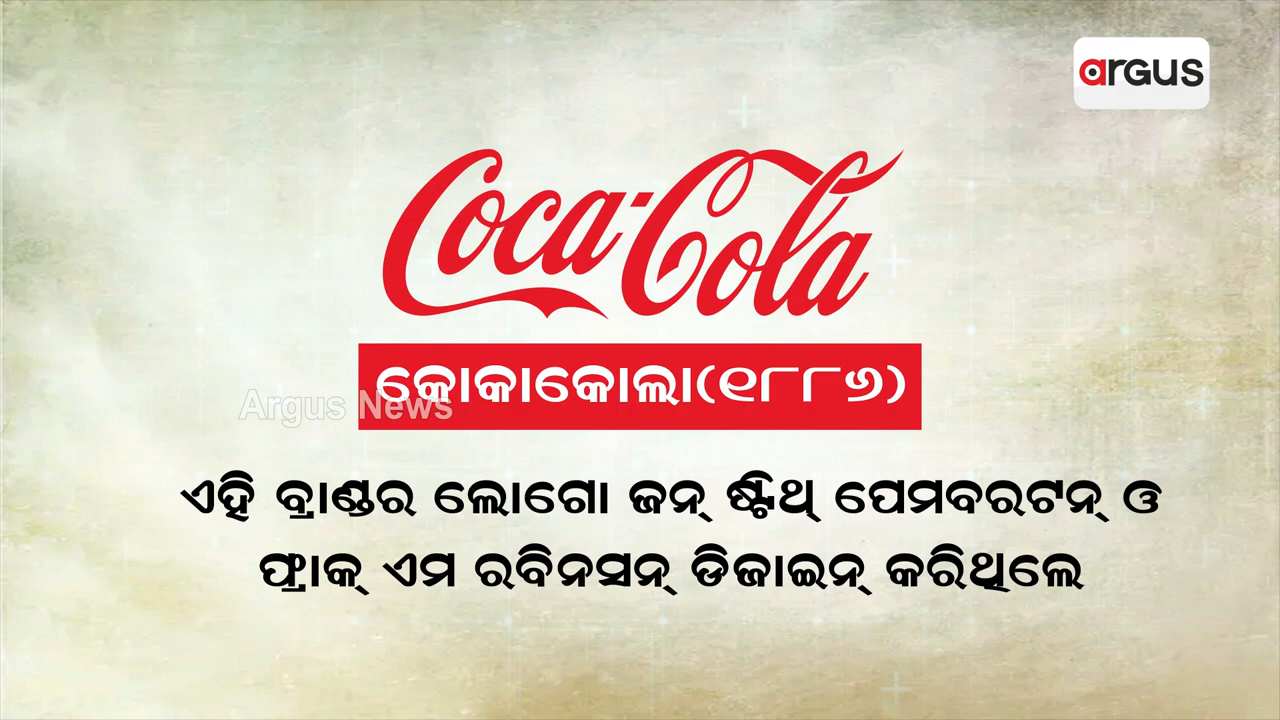 argus
Coca-Cola
କୋକାକୋଲା(୧୮୮୬)
Argus News
ଏହି ବ୍ରାଣ୍ଡର ଲୋଗୋ ଜନ୍ ଷ୍ଟିଥ୍ ପେମବରଟନ୍ ଓ
ଫ୍ରାକ୍ ଏମ ରବିନସନ୍ ଡିଜାଇନ୍ କରିଥିଲେ